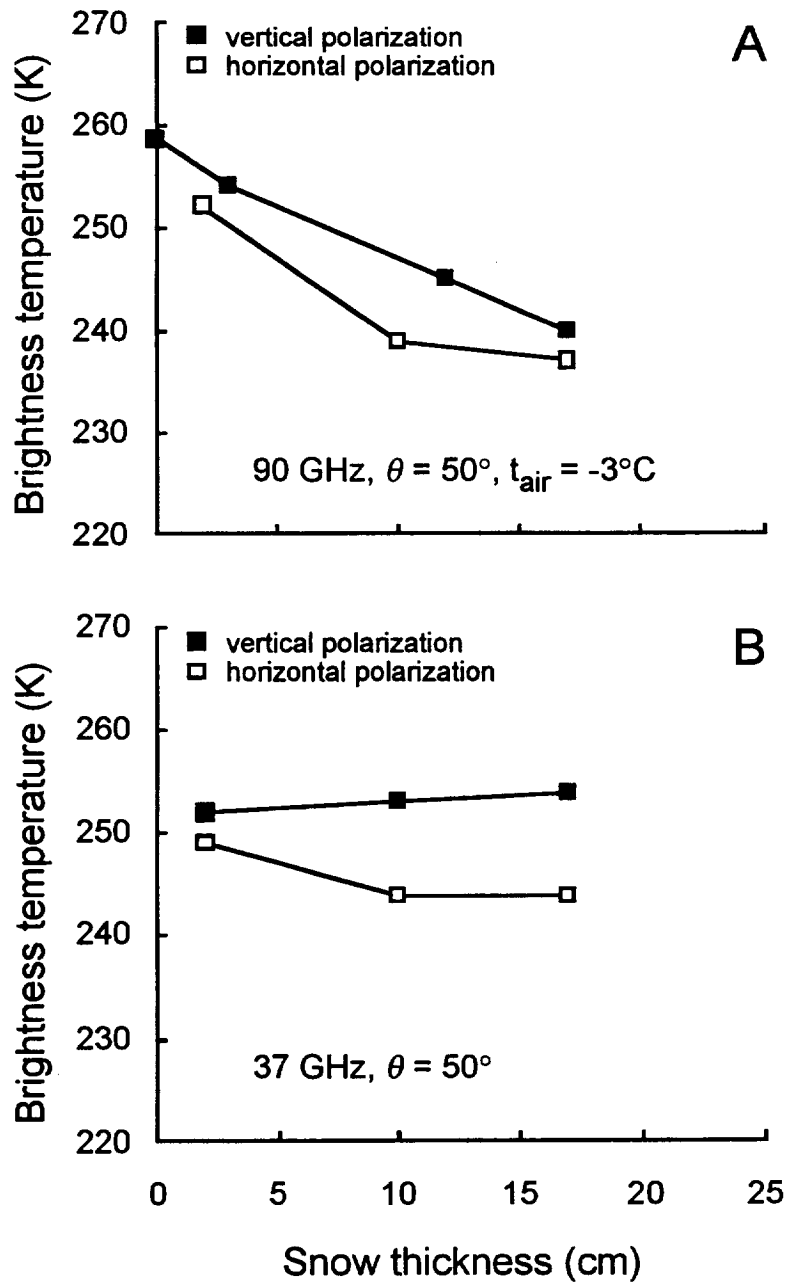 A
■ vertical polarization
□ horizontal polarization
Brightness temperature (K)
270
260
250
240
230
220
90 GHz, θ = 50°, t_air = -3°C
B
■ vertical polarization
□ horizontal polarization
Brightness temperature (K)
270
260
250
240
230
220
37 GHz, θ = 50°
0 5 10 15 20 25
Snow thickness (cm)